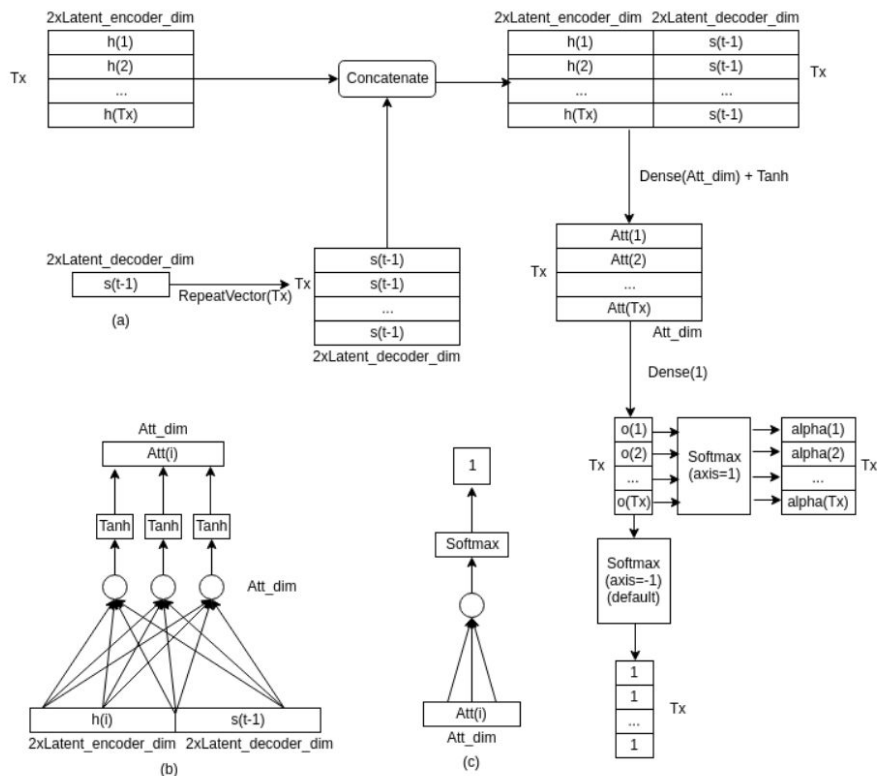 2xLatent_encoder_dim
h(1)
h(2)
...
h(Tx)
Tx
Concatenate
2xLatent_encoder_dim 2xLatent_decoder_dim
h(1) s(t-1)
h(2) s(t-1)
... ...
h(Tx) s(t-1)
Tx
Dense(Att_dim) + Tanh
2xLatent_decoder_dim
s(t-1)
RepeatVector(Tx)
(a)
Tx
s(t-1)
s(t-1)
...
s(t-1)
2xLatent_decoder_dim
Tx
Att(1)
Att(2)
...
Att(Tx)
Att_dim
Dense(1)
Tx
o(1)
o(2)
...
o(Tx)
Softmax
(axis=1)
alpha(1)
alpha(2)
...
alpha(Tx)
Tx
Softmax
(axis=-1)
(default)
1
1
...
1
Tx
Att_dim
Att(i)
Tanh Tanh Tanh
Att_dim
h(i) s(t-1)
2xLatent_encoder_dim 2xLatent_decoder_dim
(b)
1
Softmax
Att(i)
Att_dim
(c)